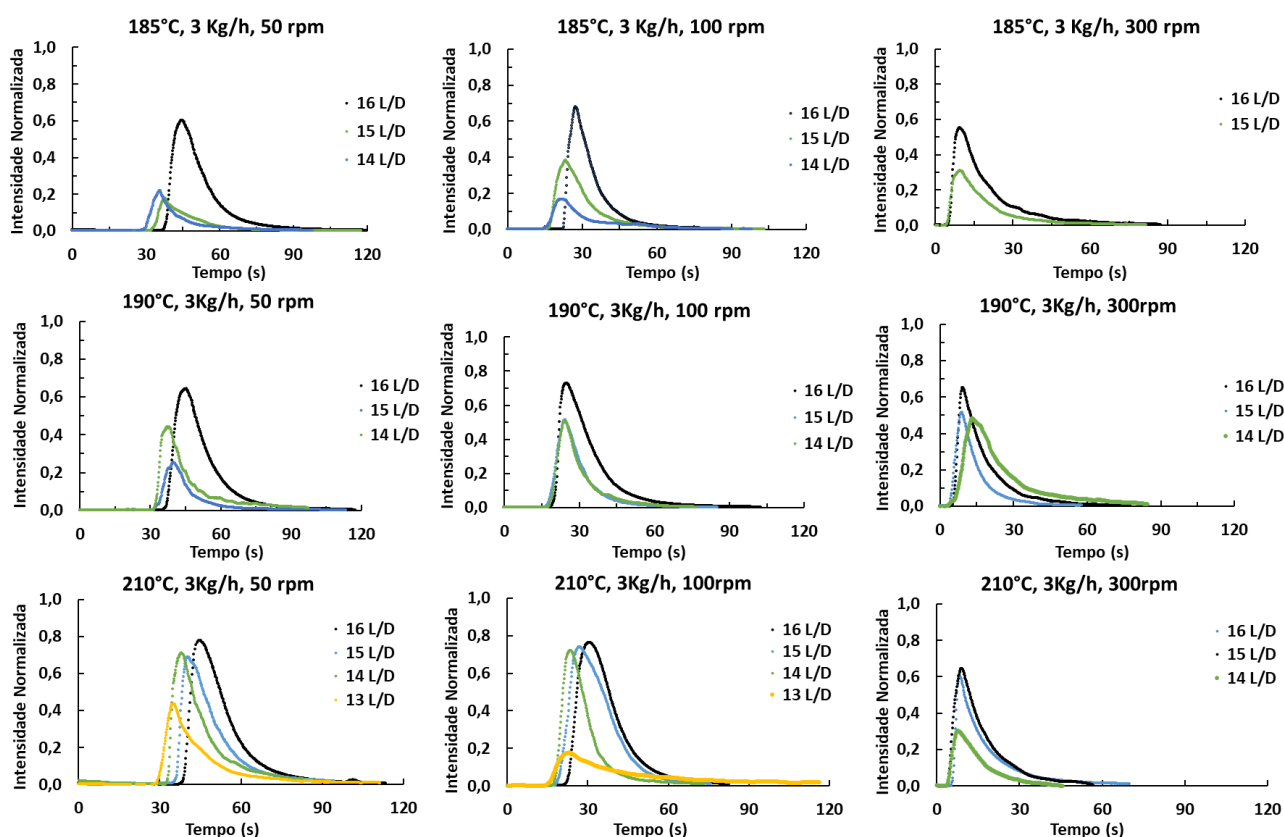 185°C, 3 Kg/h, 50 rpm
Intensidade Normalizada
1,0
0,8
0,6
0,4
0,2
0,0
16 L/D
15 L/D
14 L/D
0
30
60
90
120
Tempo (s)
185°C, 3 Kg/h, 100 rpm
Intensidade Normalizada
1,0
0,8
0,6
0,4
0,2
0,0
16 L/D
15 L/D
14 L/D
0
30
60
90
120
Tempo (s)
185°C, 3 Kg/h, 300 rpm
Intensidade Normalizada
1,0
0,8
0,6
0,4
0,2
0,0
16 L/D
15 L/D
0
30
60
90
120
Tempo (s)
190°C, 3Kg/h, 50 rpm
Intensidade Normalizada
1,0
0,8
0,6
0,4
0,2
0,0
16 L/D
15 L/D
14 L/D
0
30
60
90
120
Tempo (s)
190°C, 3Kg/h, 100 rpm
Intensidade Normalizada
1,0
0,8
0,6
0,4
0,2
0,0
16 L/D
15 L/D
14 L/D
0
30
60
90
120
Tempo (s)
190°C, 3Kg/h, 300rpm
Intensidade Normalizada
1,0
0,8
0,6
0,4
0,2
0,0
16 L/D
15 L/D
14 L/D
0
30
60
90
120
Tempo (s)
210°C, 3Kg/h, 50 rpm
Intensidade Normalizada
1,0
0,8
0,6
0,4
0,2
0,0
16 L/D
15 L/D
14 L/D
13 L/D
0
30
60
90
120
Tempo (s)
210°C, 3Kg/h, 100rpm
Intensidade Normalizada
1,0
0,8
0,6
0,4
0,2
0,0
16 L/D
15 L/D
14 L/D
13 L/D
0
30
60
90
120
Tempo (s)
210°C, 3Kg/h, 300rpm
Intensidade Normalizada
1,0
0,8
0,6
0,4
0,2
0,0
16 L/D
15 L/D
14 L/D
0
30
60
90
120
Tempo (s)